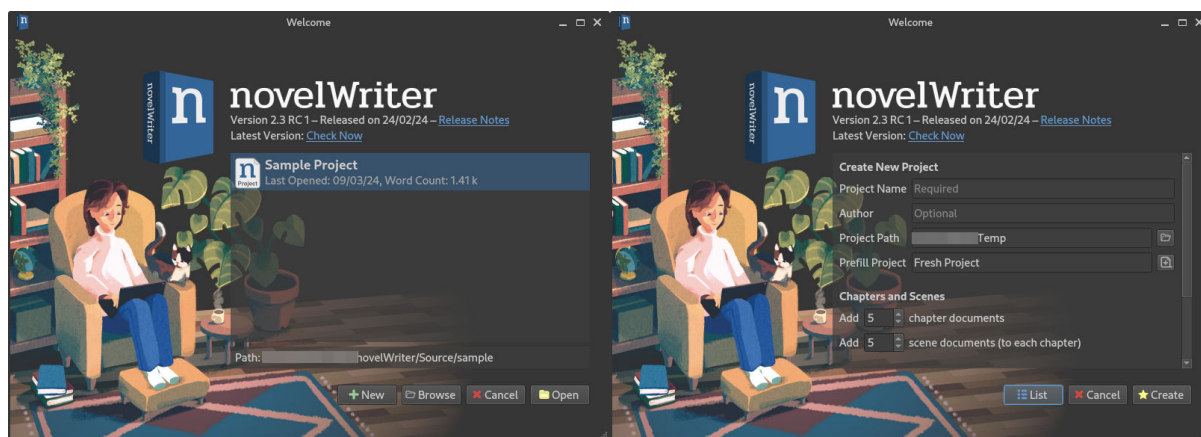 Welcome
novelWriter
n
novelWriter
Version 2.3 RC 1 – Released on 24/02/24 – Release Notes
Latest Version: Check Now
n
Project
Sample Project
Last Opened: 09/03/24, Word Count: 1.41 k
Path: novelWriter/Source/sample
New
Browse
Cancel
Open
Welcome
novelWriter
n
novelWriter
Version 2.3 RC 1 – Released on 24/02/24 – Release Notes
Latest Version: Check Now
Create New Project
Project Name Required
Author Optional
Project Path Temp
Prefill Project Fresh Project
Chapters and Scenes
Add 5 chapter documents
Add 5 scene documents (to each chapter)
List
Cancel
Create